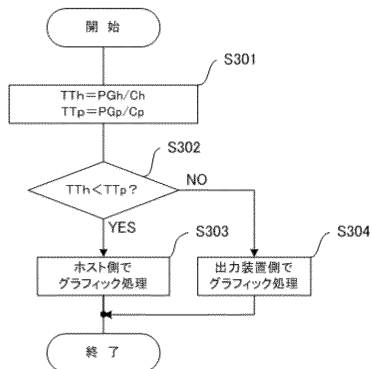 開 始
S301
TTh=PGh/Ch
TTp=PGp/Cp
S302
TTh<TTp?
NO
YES
S303
S304
ホスト側で
グラフィック処理
出力装置側で
グラフィック処理
終 了